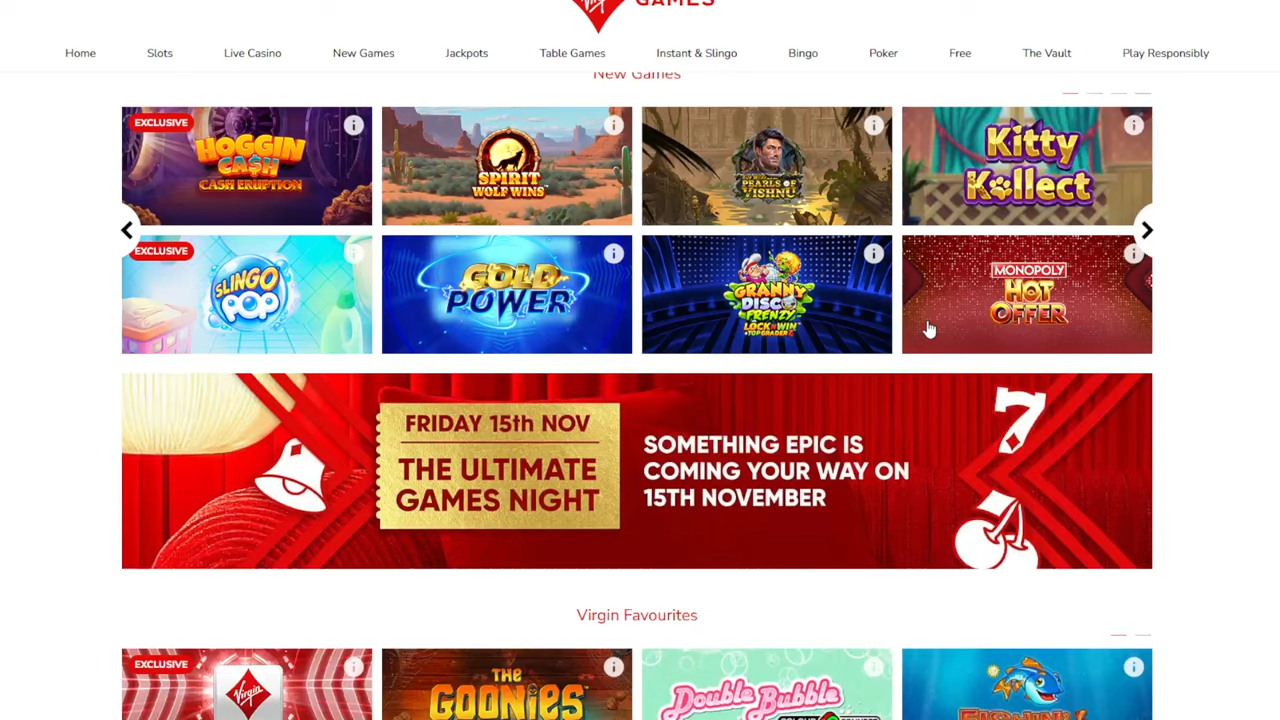 Virgin GAMES
Home Slots Live Casino New Games Jackpots Table Games Instant & Slingo Bingo Poker Free The Vault Play Responsibly
New Games
EXCLUSIVE
HOGGIN
CA$H
CASH ERUPTION
SPIRIT
WOLF WINS™
PEARLS OF
VISHNU
Kitty
Kollect
EXCLUSIVE
SLINGO
POP
GOLD
POWER
GRANNY
DISCO
FRENZY
LOCK N WIN
MONOPOLY
HOT
OFFER
FRIDAY 15th NOV
THE ULTIMATE
GAMES NIGHT
SOMETHING EPIC IS
COMING YOUR WAY ON
15TH NOVEMBER
7
Virgin Favourites
EXCLUSIVE
Virgin
THE
GOONIES
Double Bubble